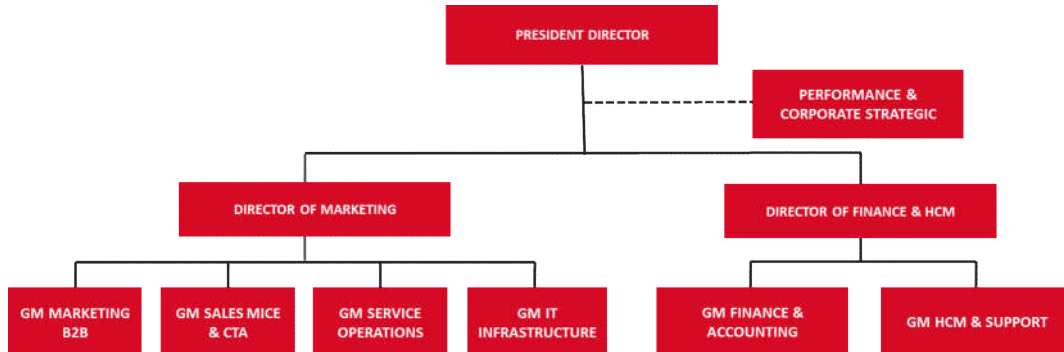 PRESIDENT DIRECTOR
PERFORMANCE &
CORPORATE STRATEGIC
DIRECTOR OF MARKETING
DIRECTOR OF FINANCE & HCM
GM MARKETING
B2B
GM SALES MICE
& CTA
GM SERVICE
OPERATIONS
GM IT
INFRASTRUCTURE
GM FINANCE &
ACCOUNTING
GM HCM & SUPPORT